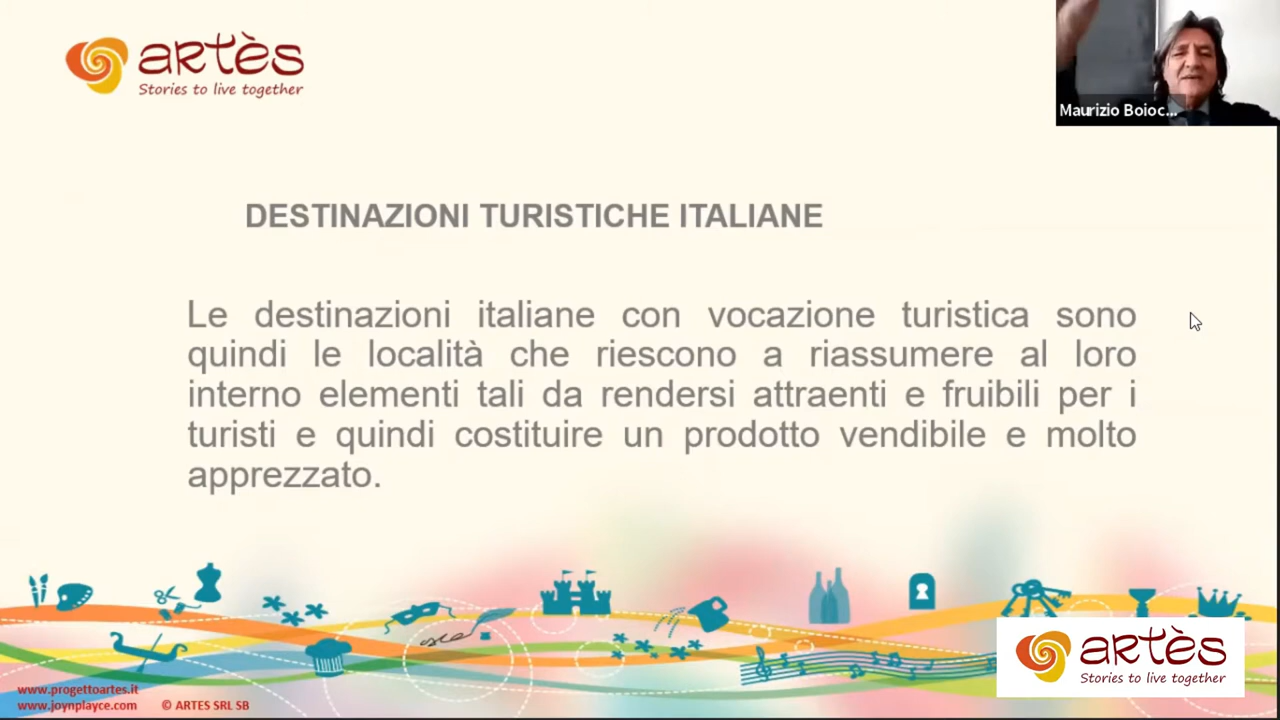 artès
Stories to live together
Maurizio Boioc...
DESTINAZIONI TURISTICHE ITALIANE
Le destinazioni italiane con vocazione turistica sono
quindi le località che riescono a riassumere al loro
interno elementi tali da rendersi attraenti e fruibili per i
turisti e quindi costituire un prodotto vendibile e molto
apprezzato.
artès
Stories to live together
www.progettoartes.it
www.joynplayce.com © ARTES SRL SB